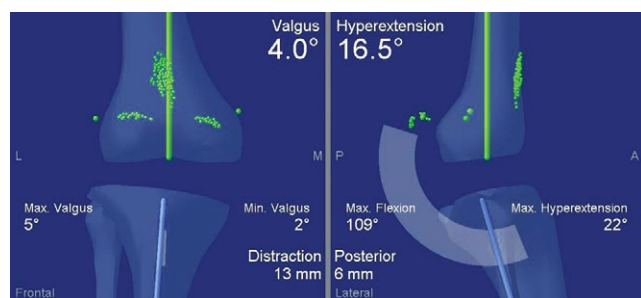 Valgus
4.0°
L
M
Max. Valgus
5°
Min. Valgus
2°
Distraction
13 mm
Frontal
Hyperextension
16.5°
P
A
Max. Flexion
109°
Max. Hyperextension
22°
Posterior
6 mm
Lateral